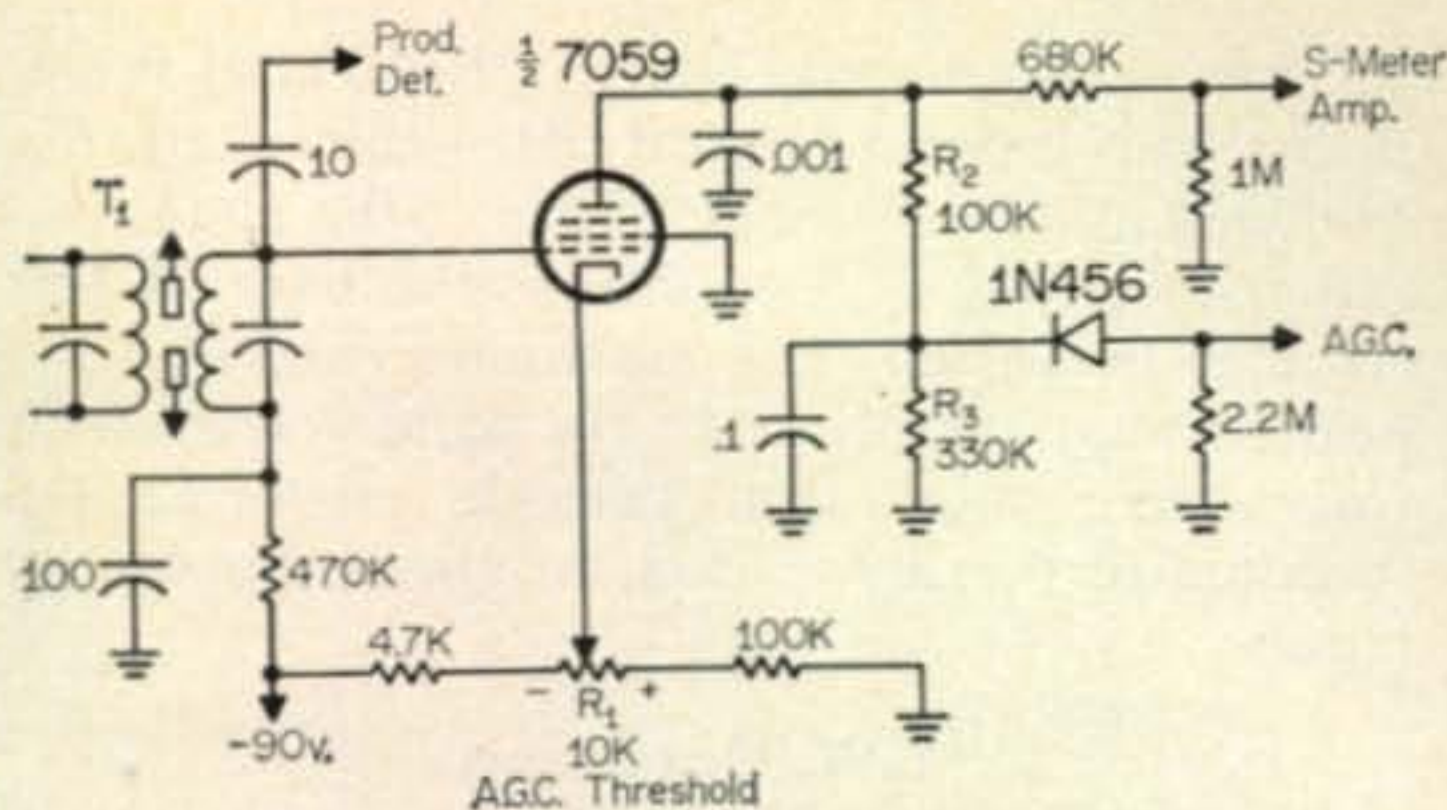 Prod.
Det.
½ 7059
680K
S-Meter
Amp.
10
.001
R₂
100K
1M
T₁
1N456
A.G.C.
.1
R₃
330K
2.2M
100
470K
4.7K
100K
- +
R₁
10K
-90v.
A.G.C. Threshold